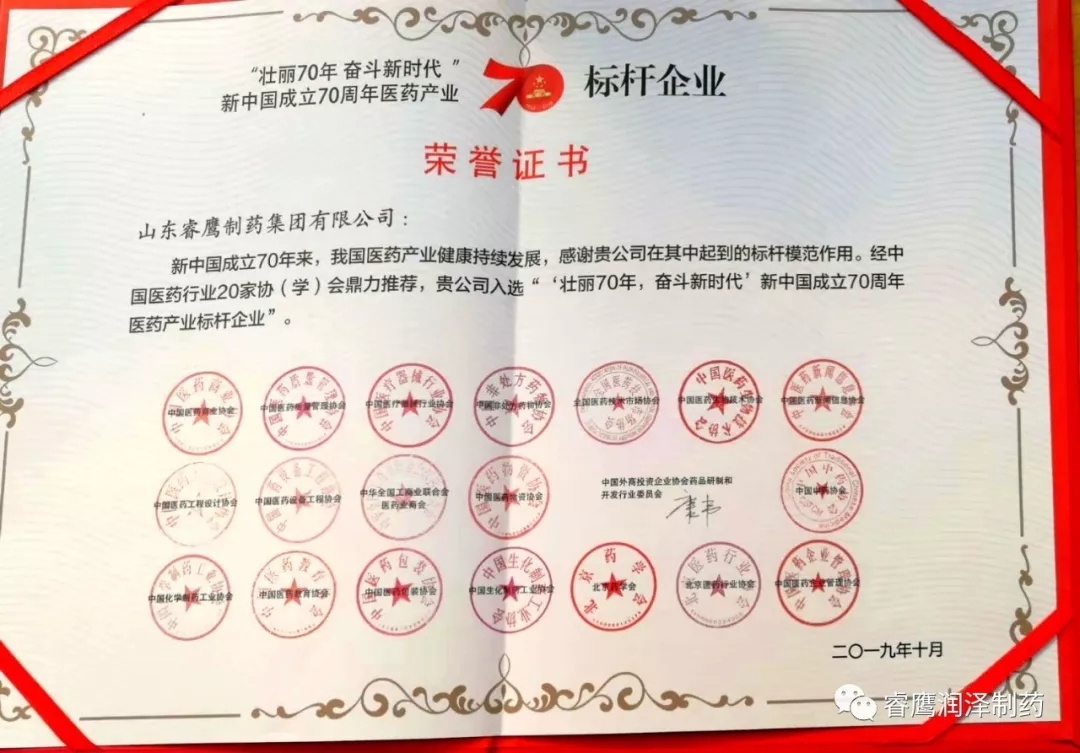 “壮丽70年 奋斗新时代 ”
新中国成立70周年医药产业
70
标杆企业
荣誉证书
山东睿鹰制药集团有限公司：
新中国成立70年来，我国医药产业健康持续发展，感谢贵公司在其中起到的标杆模范作用。经中
国医药行业20家协（学）会鼎力推荐，贵公司入选“‘壮丽70年，奋斗新时代’新中国成立70周年
医药产业标杆企业”。
中国医药商业协会
中国医药质量管理协会
中国医疗器械行业协会
中国非处方药物协会
全国医药技术市场协会
中国医药生物技术协会
中国医药新闻信息协会
中国医药工程设计协会
中国医药设备工程协会
中华全国工商业联合会
医药业商会
中国医药物资协会
中国外商投资企业协会药品研制和
开发行业委员会
中国中药协会
中国化学制药工业协会
中国医药教育协会
中国医药包装协会
中国生化制药工业协会
北京药学会
北京医药行业协会
中国医药企业管理协会
二〇一九年十月
睿鹰润泽制药